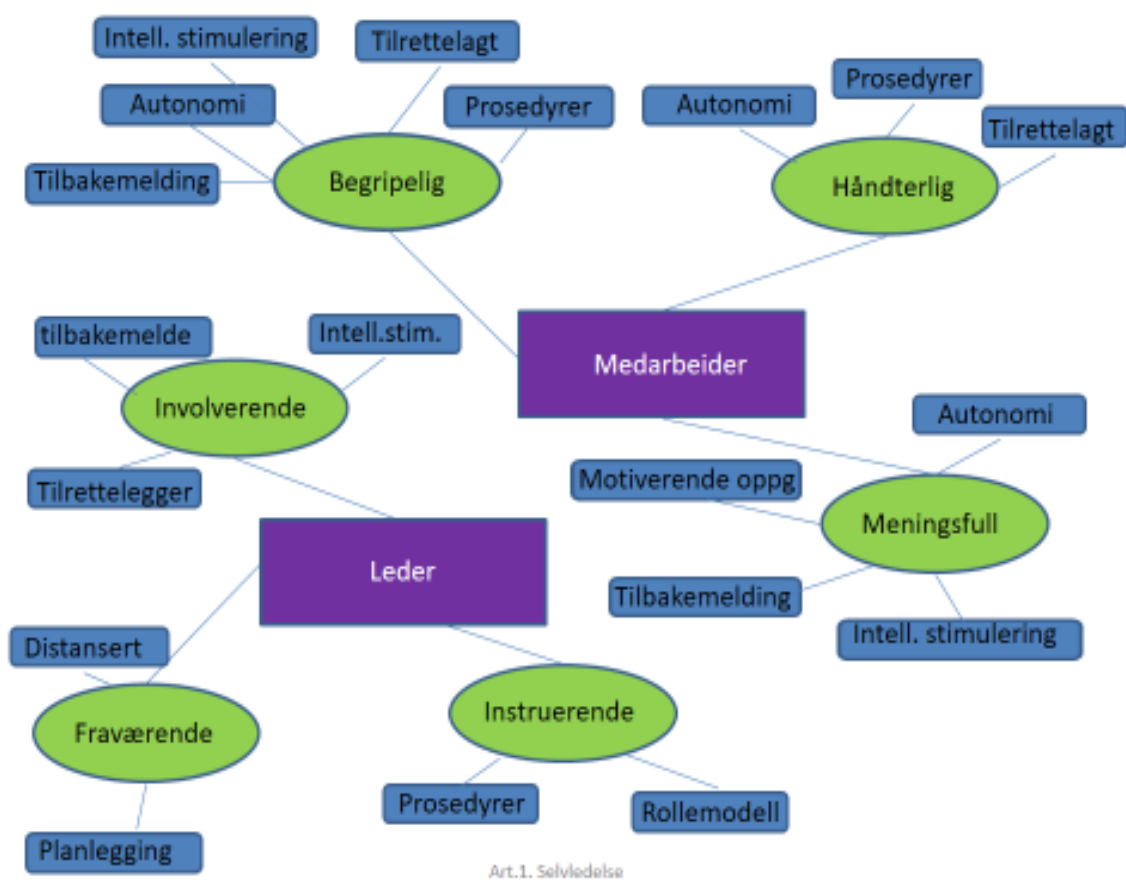 Intell. stimulering
Tilrettelagt
Autonomi
Prosedyrer
Tilbakemelding
Begripelig
Autonomi
Prosedyrer
Tilrettelagt
Håndterlig
Medarbeider
tilbakemelde
Intell.stim.
Involverende
Tilrettelegger
Leder
Autonomi
Motiverende oppg
Meningsfull
Tilbakemelding
Intell. stimulering
Distansert
Fraværende
Planlegging
Instruerende
Prosedyrer
Rollemodell
Art.1. Selvledelse